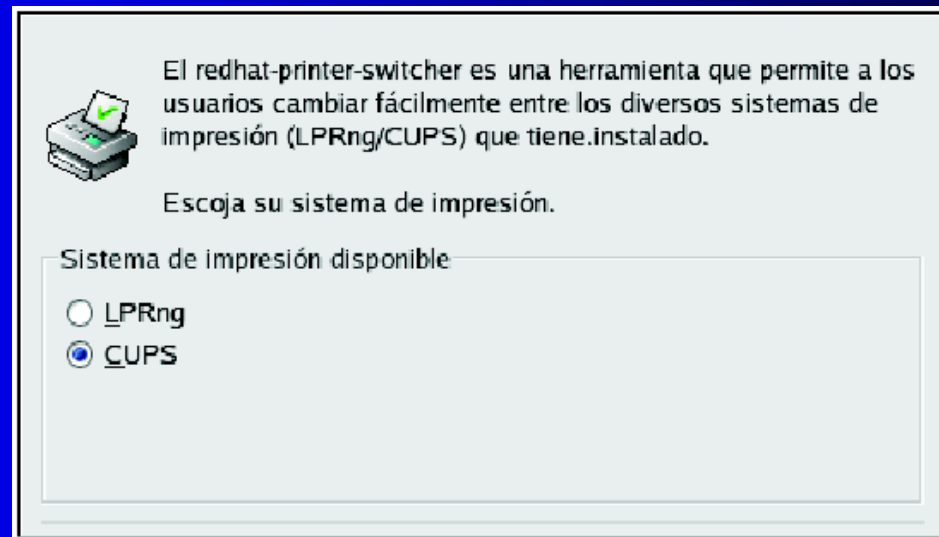 El redhat-printer-switcher es una herramienta que permite a los
usuarios cambiar fácilmente entre los diversos sistemas de
impresión (LPRng/CUPS) que tiene.instalado.
Escoja su sistema de impresión.
Sistema de impresión disponible
LPRng
CUPS